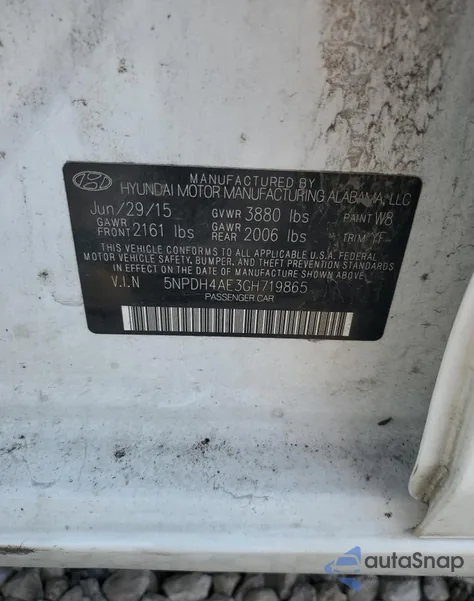 MANUFACTURED BY
HYUNDAI MOTOR MANUFACTURING ALABAMA, LLC
Jun/29/15 GVWR 3880 lbs PAINT W8
GAWR FRONT 2161 lbs GAWR REAR 2006 lbs TRIM YF
THIS VEHICLE CONFORMS TO ALL APPLICABLE U.S.A. FEDERAL
MOTOR VEHICLE SAFETY, BUMPER, AND THEFT PREVENTION STANDARDS
IN EFFECT ON THE DATE OF MANUFACTURE SHOWN ABOVE.
V.I.N 5NPDH4AE3GH719865
PASSENGER CAR
autoSnap